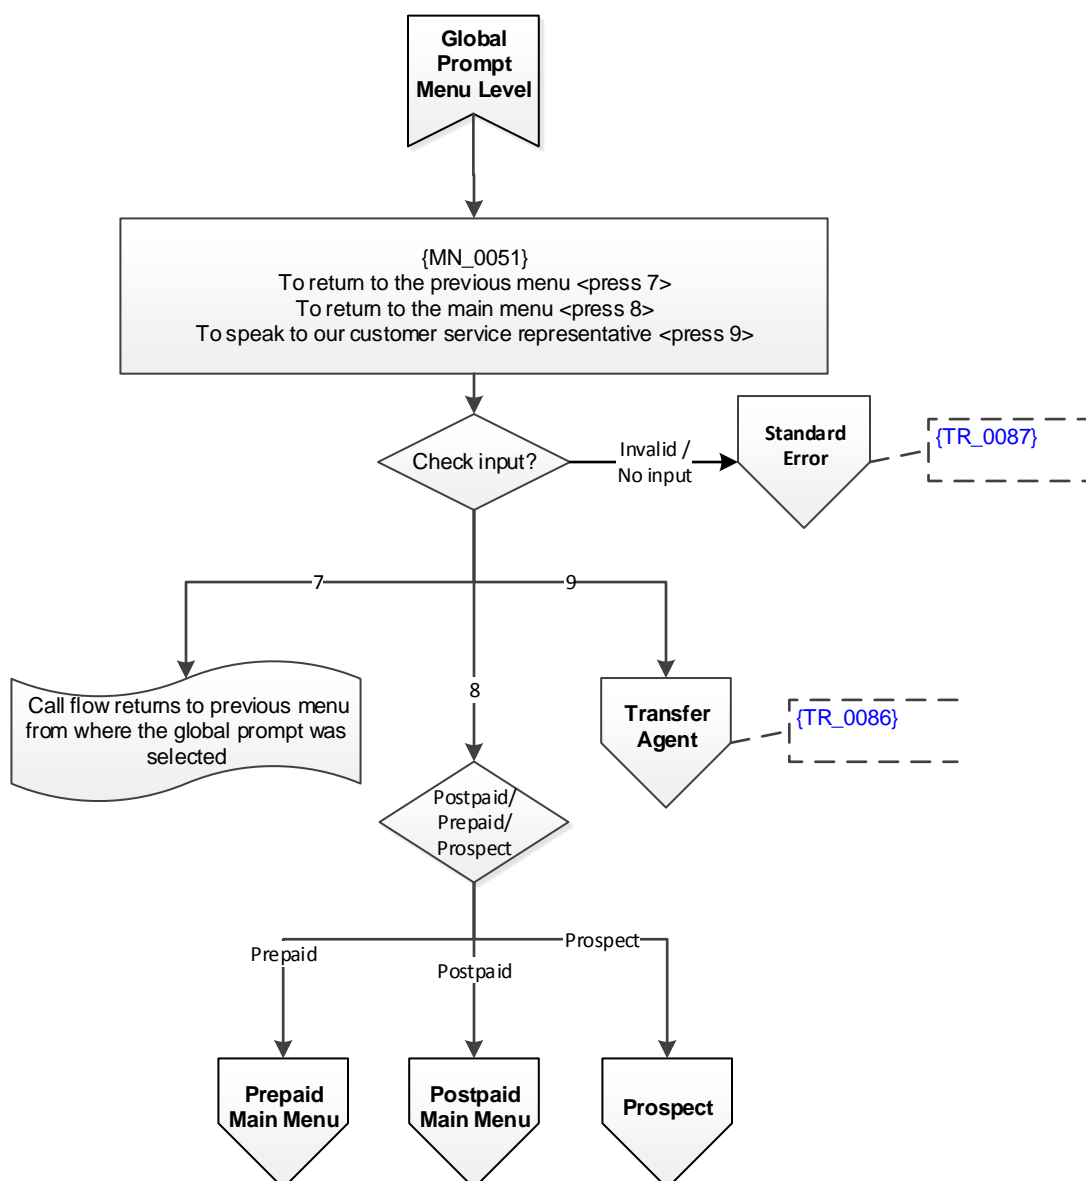 Global
Prompt
Menu Level
{MN_0051}
To return to the previous menu <press 7>
To return to the main menu <press 8>
To speak to our customer service representative <press 9>
Check input?
Invalid /
No input
Standard
Error
{TR_0087}
7
9
8
Call flow returns to previous menu
from where the global prompt was
selected
Transfer
Agent
{TR_0086}
Postpaid/
Prepaid/
Prospect
Prepaid
Postpaid
Prospect
Prepaid
Main Menu
Postpaid
Main Menu
Prospect